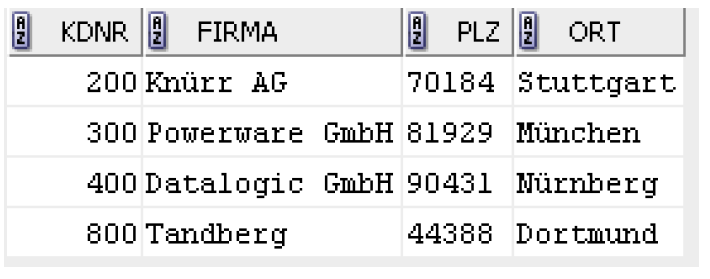 KDNR FIRMA PLZ ORT
200 Knürr AG 70184 Stuttgart
300 Powerware GmbH 81929 München
400 Datalogic GmbH 90431 Nürnberg
800 Tandberg 44388 Dortmund